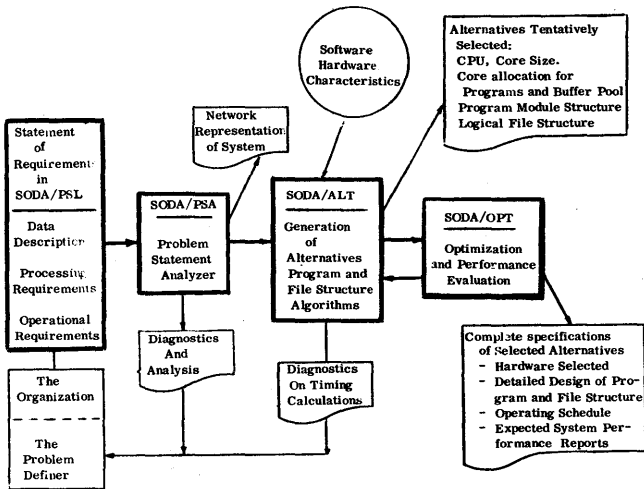 Statement
of
Requirements
in
SODA/PSL
Data
Description
Processing
Requirements
Operational
Requirements
The
Organization
The
Problem
Definer
SODA/PSA
Problem
Statement
Analyzer
Diagnostics
And
Analysis
Network
Representation
of System
Software
Hardware
Characteristics
SODA/ALT
Generation
of
Alternatives
Program and
File Structure
Algorithms
Diagnostics
On Timing
Calculations
Alternatives Tentatively
Selected:
CPU, Core Size.
Core allocation for
Programs and Buffer Pool
Program Module Structure
Logical File Structure
SODA/OPT
Optimization
and Performance
Evaluation
Complete specifications
of Selected Alternatives
- Hardware Selected
- Detailed Design of Pro-
gram and File Structure
- Operating Schedule
- Expected System Per-
formance Reports